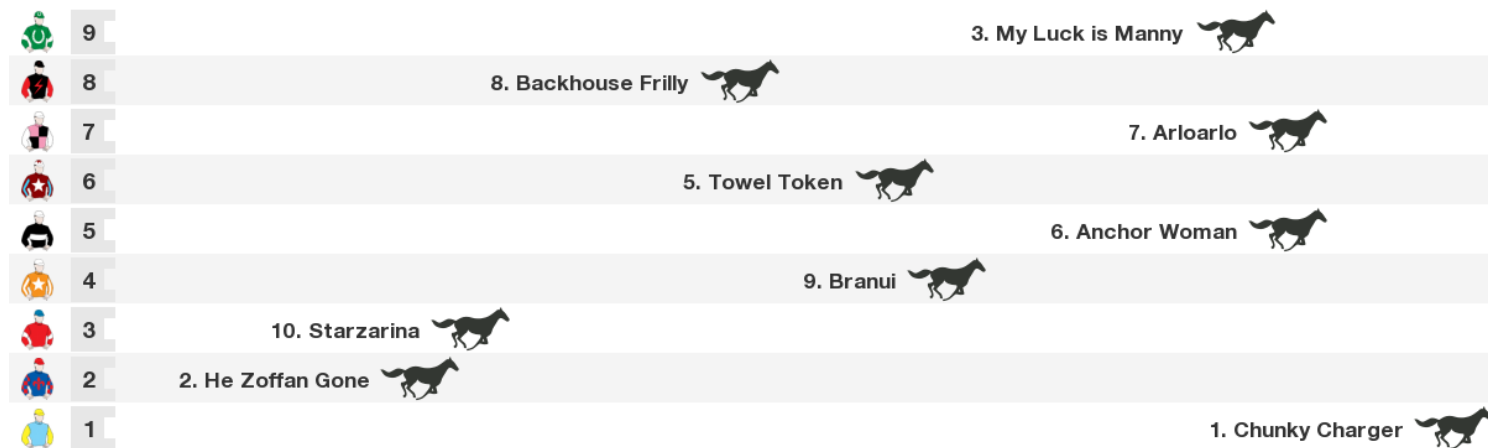 9 3. My Luck is Manny
8 8. Backhouse Frilly
7 7. Arloarlo
6 5. Towel Token
5 6. Anchor Woman
4 9. Branui
3 10. Starzarina
2 2. He Zoffan Gone
1 1. Chunky Charger